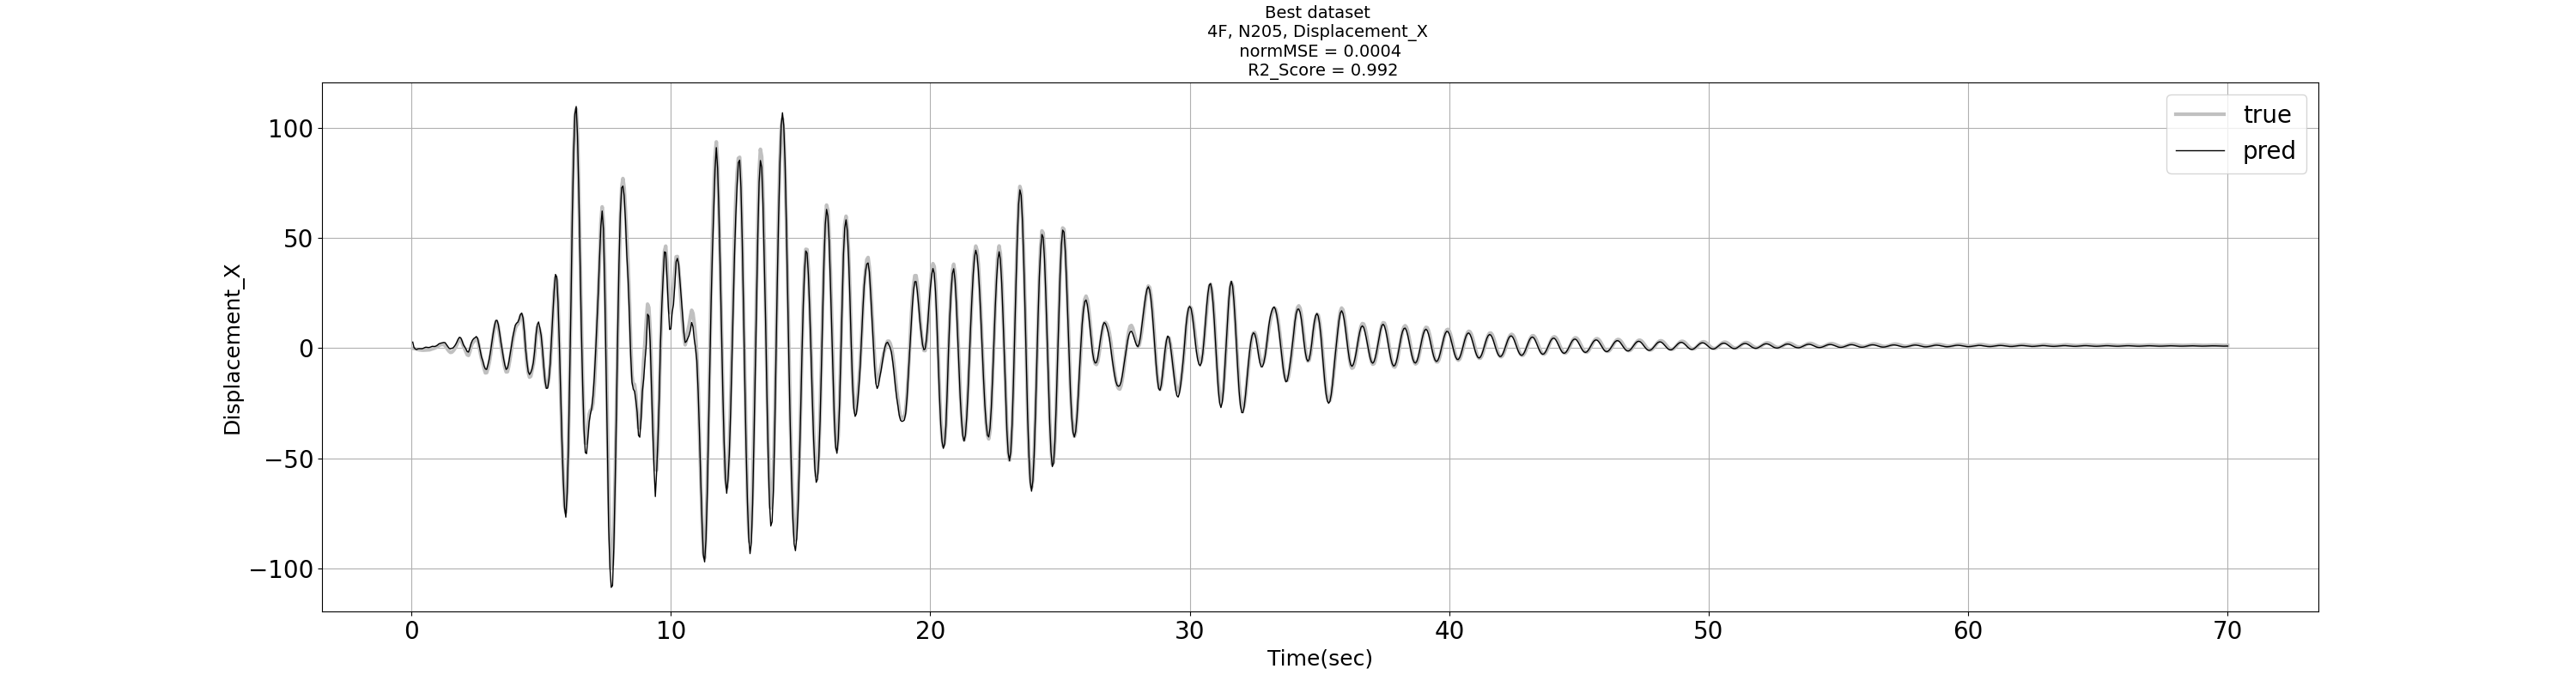 Best dataset
4F, N205, Displacement_X
normMSE = 0.0004
R2_Score = 0.992
true
pred
100
50
0
−50
−100
Displacement_X
0 10 20 30 40 50 60 70
Time(sec)